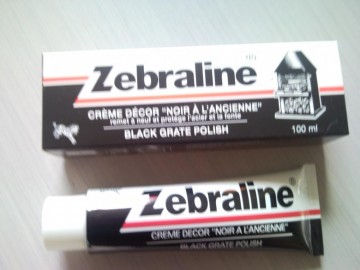 Zebraline®
CRÈME DÉCOR "NOIR À L'ANCIENNE"
remet à neuf et protège l'acier et la fonte
BLACK GRATE POLISH
100 ml
Zebraline®
CRÈME DÉCOR "NOIR À L'ANCIENNE"
BLACK GRATE POLISH